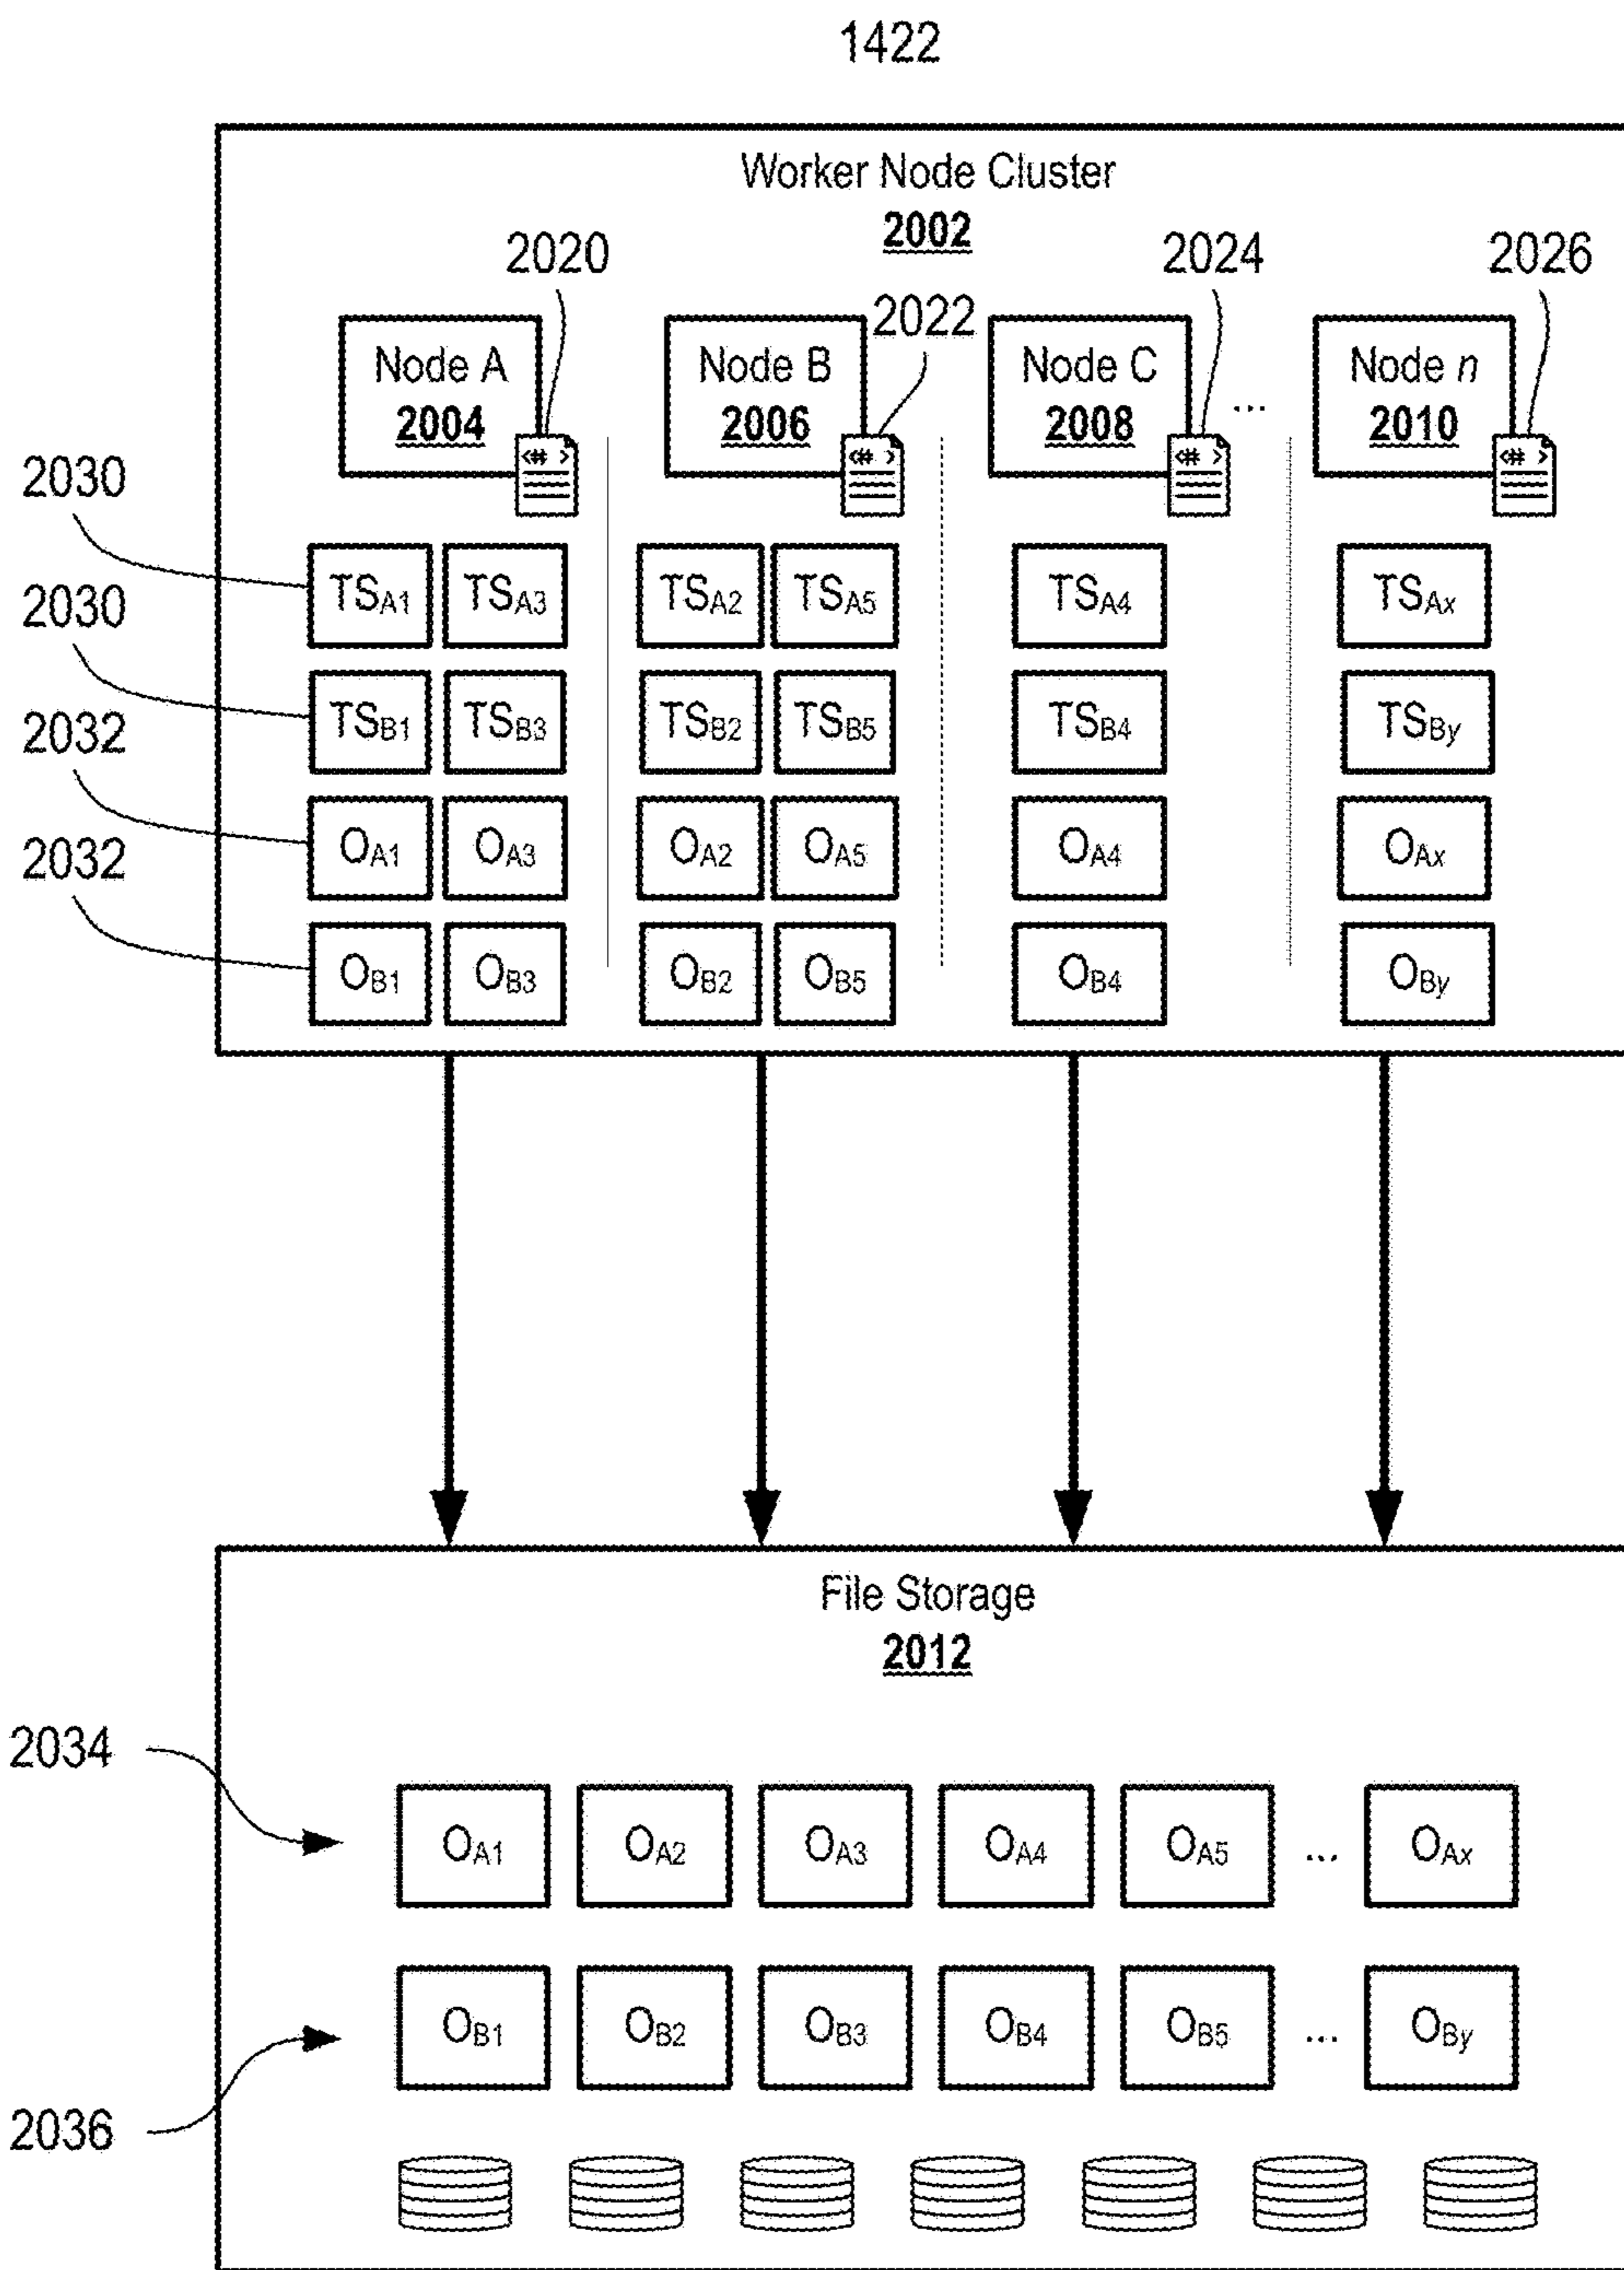 1422
Worker Node Cluster
2002
2020 2022 2024 2026
Node A Node B Node C Node n
2004 2006 2008 ... 2010
<# > <# > <# > <# >
2030 TSA1 TSA3 TSA2 TSA5 TSA4 TSAx
2030 TSB1 TSB3 TSB2 TSB5 TSB4 TSBy
2032 OA1 OA3 OA2 OA5 OA4 OAx
2032 OB1 OB3 OB2 OB5 OB4 OBy
File Storage
2012
2034 OA1 OA2 OA3 OA4 OA5 ... OAx
2036 OB1 OB2 OB3 OB4 OB5 ... OBy